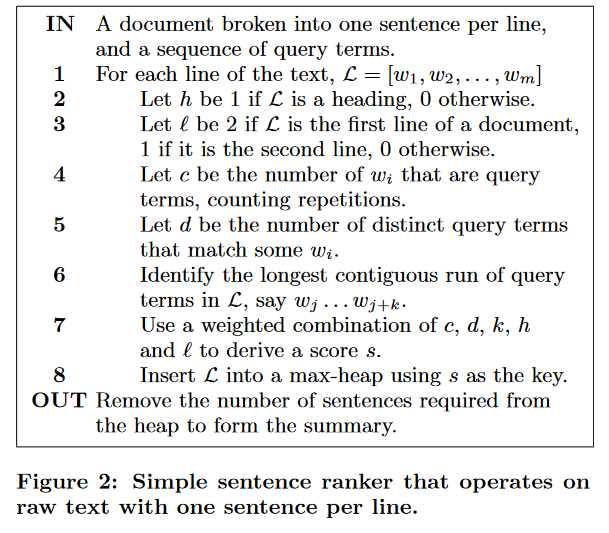 IN A document broken into one sentence per line,
and a sequence of query terms.
1 For each line of the text, ℒ = [w₁, w₂, . . . , wₘ]
2 Let h be 1 if ℒ is a heading, 0 otherwise.
3 Let ℓ be 2 if ℒ is the first line of a document,
1 if it is the second line, 0 otherwise.
4 Let c be the number of wᵢ that are query
terms, counting repetitions.
5 Let d be the number of distinct query terms
that match some wᵢ.
6 Identify the longest contiguous run of query
terms in ℒ, say wⱼ . . . wⱼ₊ₖ.
7 Use a weighted combination of c, d, k, h
and ℓ to derive a score s.
8 Insert ℒ into a max-heap using s as the key.
OUT Remove the number of sentences required from
the heap to form the summary.
Figure 2: Simple sentence ranker that operates on
raw text with one sentence per line.